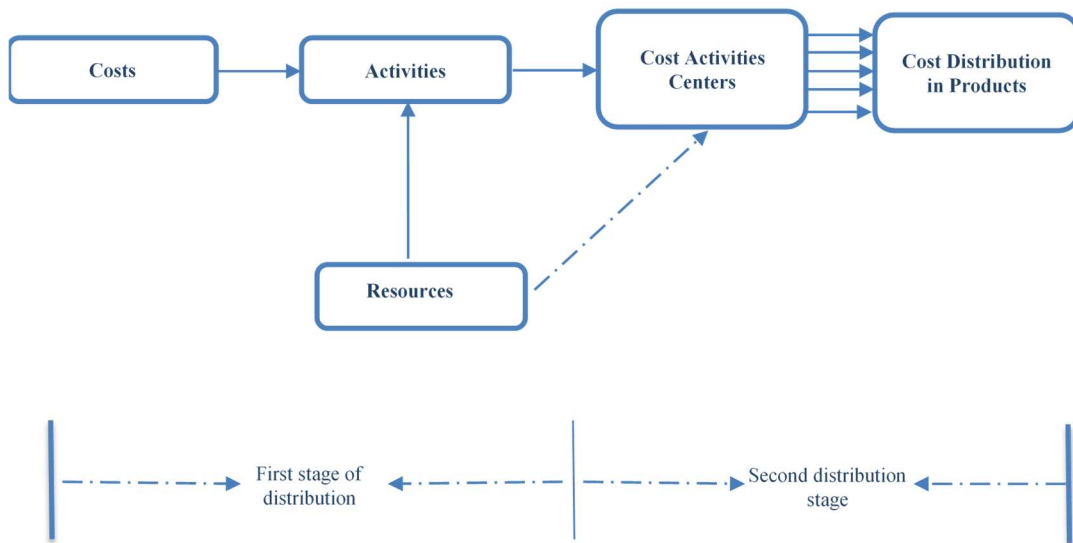 Costs
Activities
Cost Activities
Centers
Cost Distribution
in Products
Resources
First stage of
distribution
Second distribution
stage